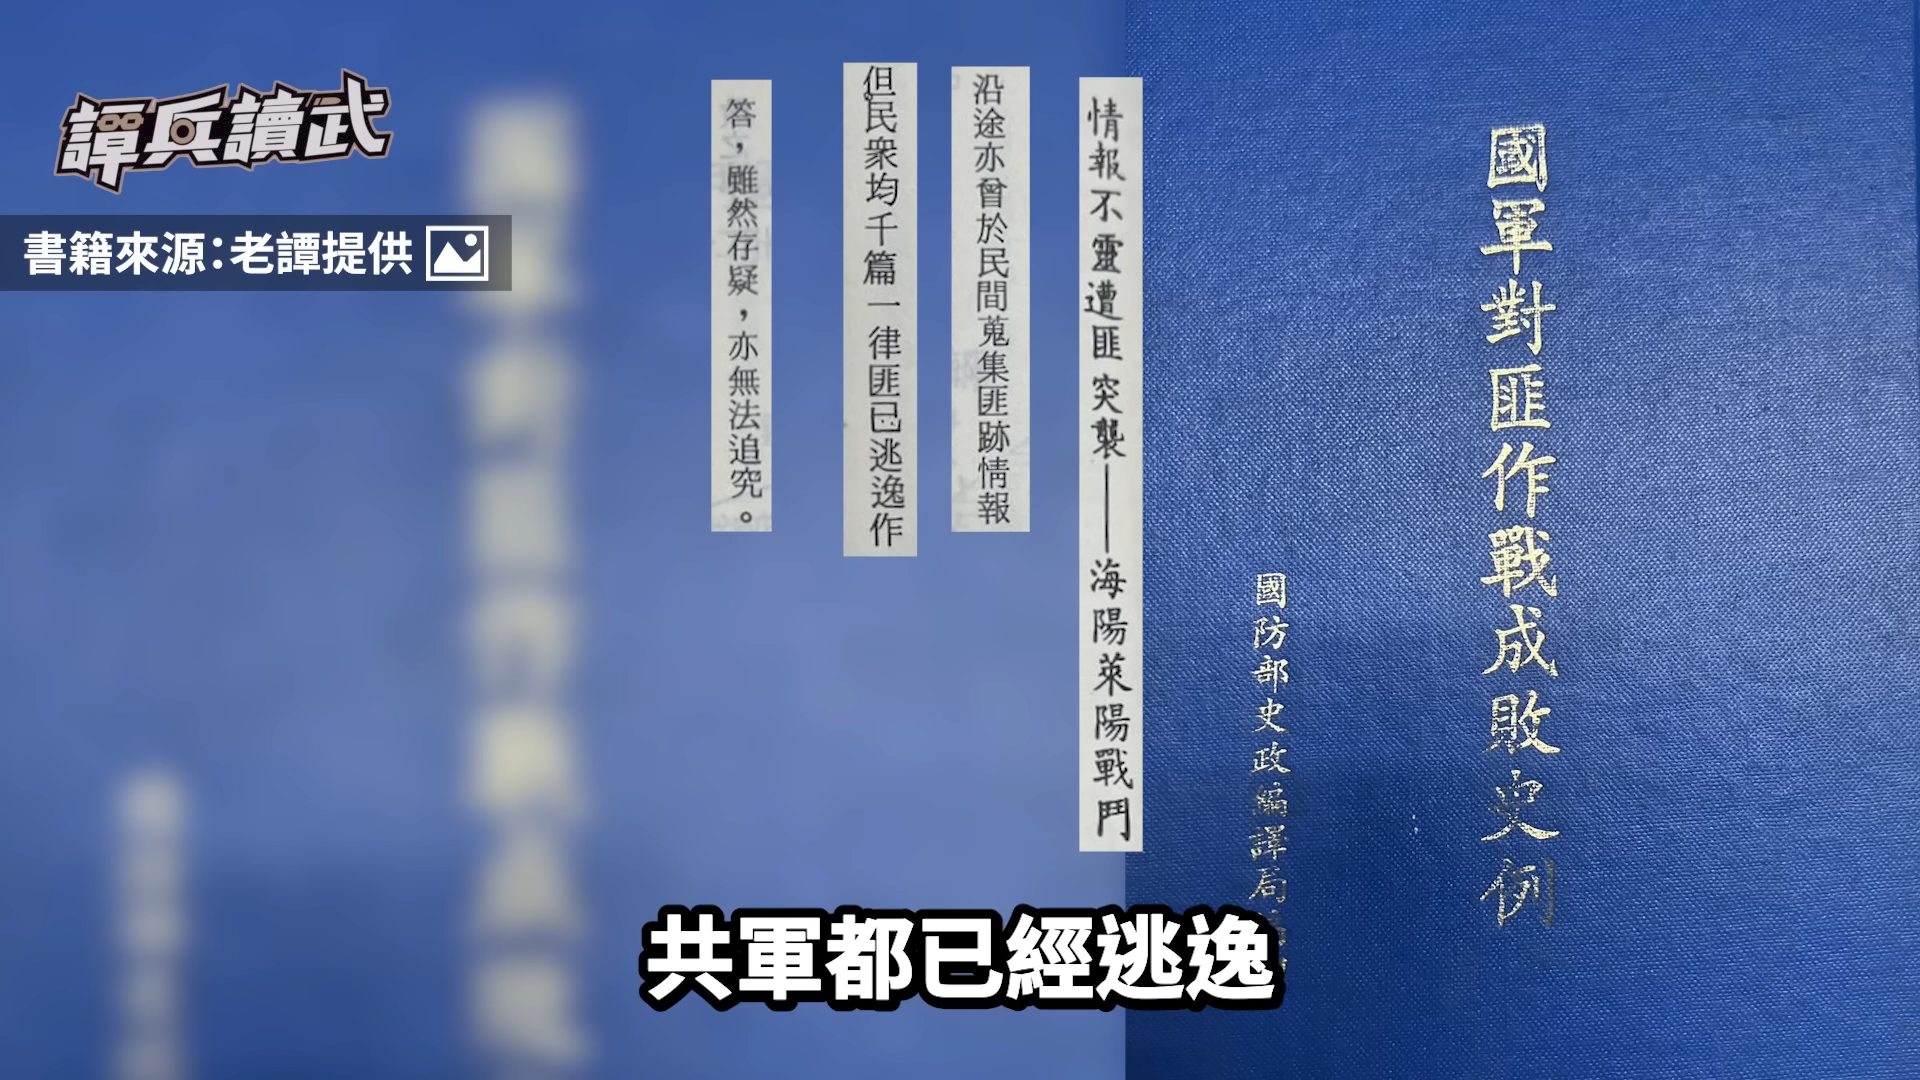 譚兵讀武
書籍來源：老譚提供
國軍對匪作戰成敗史例
國防部史政編譯局
情報不靈遭匪突襲——海陽萊陽戰鬥
沿途亦曾於民間蒐集匪跡情報
但民衆均千篇一律匪已逃逸作
答，雖然存疑，亦無法追究。
共軍都已經逃逸